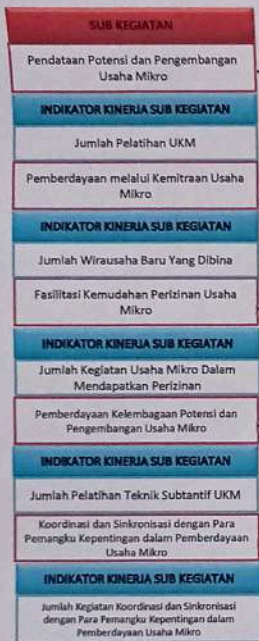 SUB KEGIATAN
Pendataan Potensi dan Pengembangan
Usaha Mikro
INDIKATOR KINERJA SUB KEGIATAN
Jumlah Pelatihan UKM
Pemberdayaan melalui Kemitraan Usaha
Mikro
INDIKATOR KINERJA SUB KEGIATAN
Jumlah Wirausaha Baru Yang Dibina
Fasilitasi Kemudahan Perizinan Usaha
Mikro
INDIKATOR KINERJA SUB KEGIATAN
Jumlah Kegiatan Usaha Mikro Dalam
Mendapatkan Perizinan
Pemberdayaan Kelembagaan Potensi dan
Pengembangan Usaha Mikro
INDIKATOR KINERJA SUB KEGIATAN
Jumlah Pelatihan Teknik Subtantif UKM
Koordinasi dan Sinkronisasi dengan Para
Pemangku Kepentingan dalam Pemberdayaan
Usaha Mikro
INDIKATOR KINERJA SUB KEGIATAN
Jumlah Kegiatan Koordinasi dan Sinkronisasi
dengan Para Pemangku Kepentingan dalam
Pemberdayaan Usaha Mikro